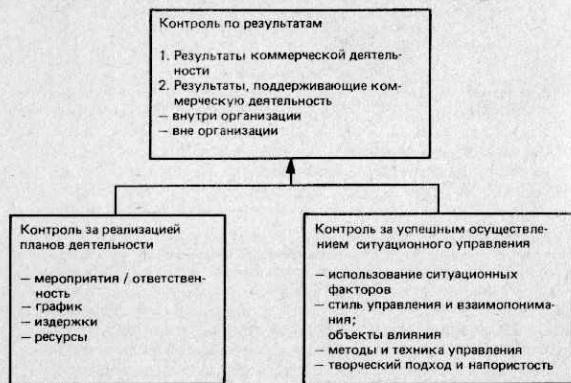 Контроль по результатам
1. Результаты коммерческой деятель-
ности
2. Результаты, поддерживающие ком-
мерческую деятельность
— внутри организации
— вне организации
Контроль за реализацией
планов деятельности
— мероприятия / ответствен-
ность
— график
— издержки
— ресурсы
Контроль за успешным осуществле-
нием ситуационного управления
— использование ситуационных
факторов
— стиль управления и взаимопонима-
ния;
объекты влияния
— методы и техника управления
— творческий подход и напористость